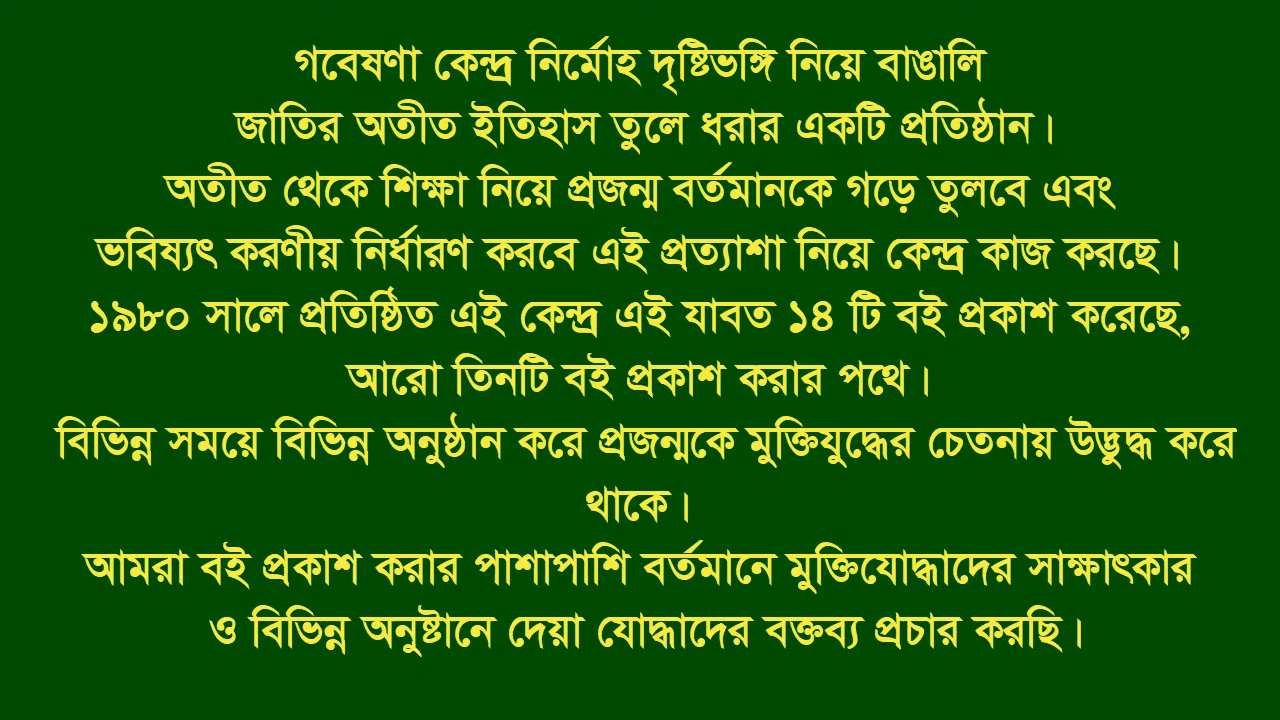 গবেষণা কেন্দ্র নির্মোহ দৃষ্টিভঙ্গি নিয়ে বাঙালি
জাতির অতীত ইতিহাস তুলে ধরার একটি প্রতিষ্ঠান।
অতীত থেকে শিক্ষা নিয়ে প্রজন্ম বর্তমানকে গড়ে তুলবে এবং
ভবিষ্যৎ করণীয় নির্ধারণ করবে এই প্রত্যাশা নিয়ে কেন্দ্র কাজ করছে।
১৯৮০ সালে প্রতিষ্ঠিত এই কেন্দ্র এই যাবত ১৪ টি বই প্রকাশ করেছে,
আরো তিনটি বই প্রকাশ করার পথে।
বিভিন্ন সময়ে বিভিন্ন অনুষ্ঠান করে প্রজন্মকে মুক্তিযুদ্ধের চেতনায় উদ্ভুদ্ধ করে
থাকে।
আমরা বই প্রকাশ করার পাশাপাশি বর্তমানে মুক্তিযোদ্ধাদের সাক্ষাৎকার
ও বিভিন্ন অনুষ্টানে দেয়া যোদ্ধাদের বক্তব্য প্রচার করছি।